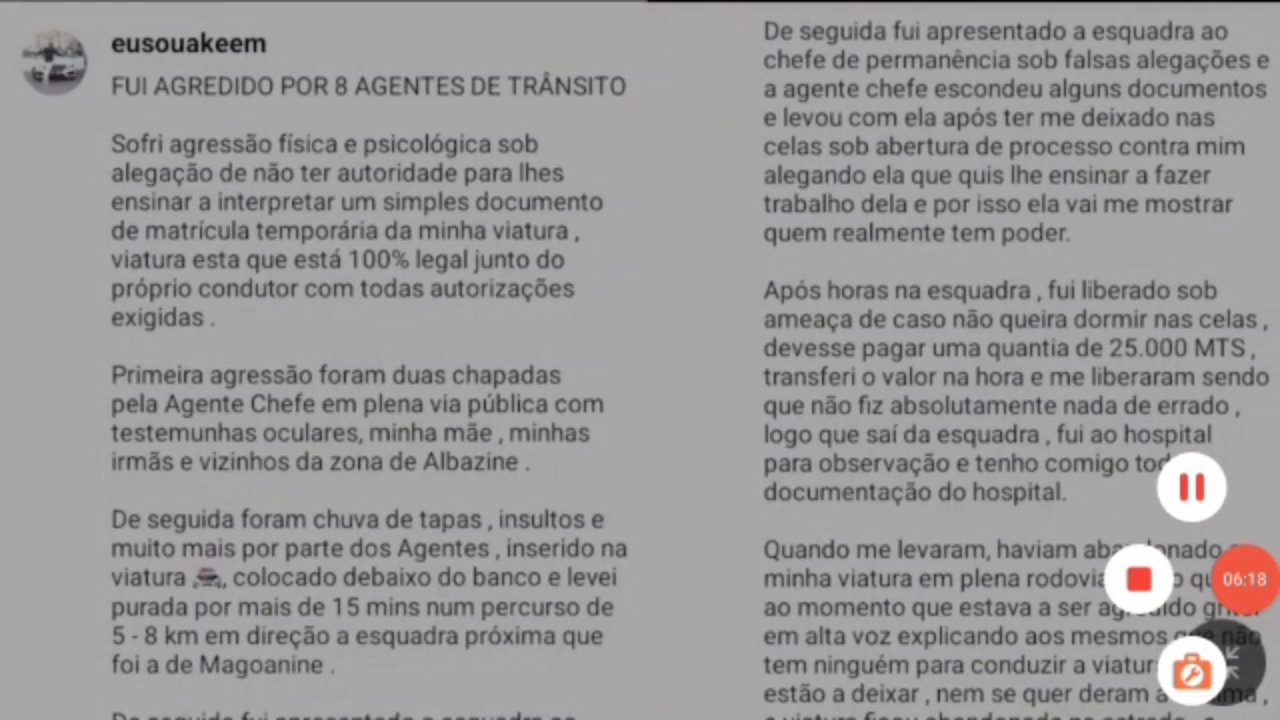 eusouakeem
FUI AGREDIDO POR 8 AGENTES DE TRÂNSITO
Sofri agressão física e psicológica sob
alegação de não ter autoridade para lhes
ensinar a interpretar um simples documento
de matrícula temporária da minha viatura ,
viatura esta que está 100% legal junto do
próprio condutor com todas autorizações
exigidas .
Primeira agressão foram duas chapadas
pela Agente Chefe em plena via pública com
testemunhas oculares, minha mãe , minhas
irmãs e vizinhos da zona de Albazine .
De seguida foram chuva de tapas , insultos e
muito mais por parte dos Agentes , inserido na
viatura 🚔, colocado debaixo do banco e levei
purada por mais de 15 mins num percurso de
5 - 8 km em direção a esquadra próxima que
foi a de Magoanine .
De seguida fui apresentado a esquadra ao
De seguida fui apresentado a esquadra ao
chefe de permanência sob falsas alegações e
a agente chefe escondeu alguns documentos
e levou com ela após ter me deixado nas
celas sob abertura de processo contra mim
alegando ela que quis lhe ensinar a fazer
trabalho dela e por isso ela vai me mostrar
quem realmente tem poder.
Após horas na esquadra , fui liberado sob
ameaça de caso não queira dormir nas celas ,
devesse pagar uma quantia de 25.000 MTS ,
transferi o valor na hora e me liberaram sendo
que não fiz absolutamente nada de errado ,
logo que saí da esquadra , fui ao hospital
para observação e tenho comigo
documentação do hospital.
Quando me levaram, haviam
minha viatura em plena rodovia
ao momento que estava a ser
em alta voz explicando aos mesmos não
tem ninguém para conduzir a
estão a deixar , nem se quer deram
a viatura ficou abandonada na estrada
06:18